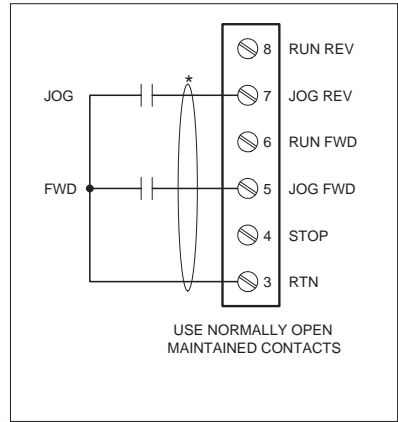 8 RUN REV
*
JOG 7 JOG REV
6 RUN FWD
FWD 5 JOG FWD
4 STOP
3 RTN
USE NORMALLY OPEN
MAINTAINED CONTACTS